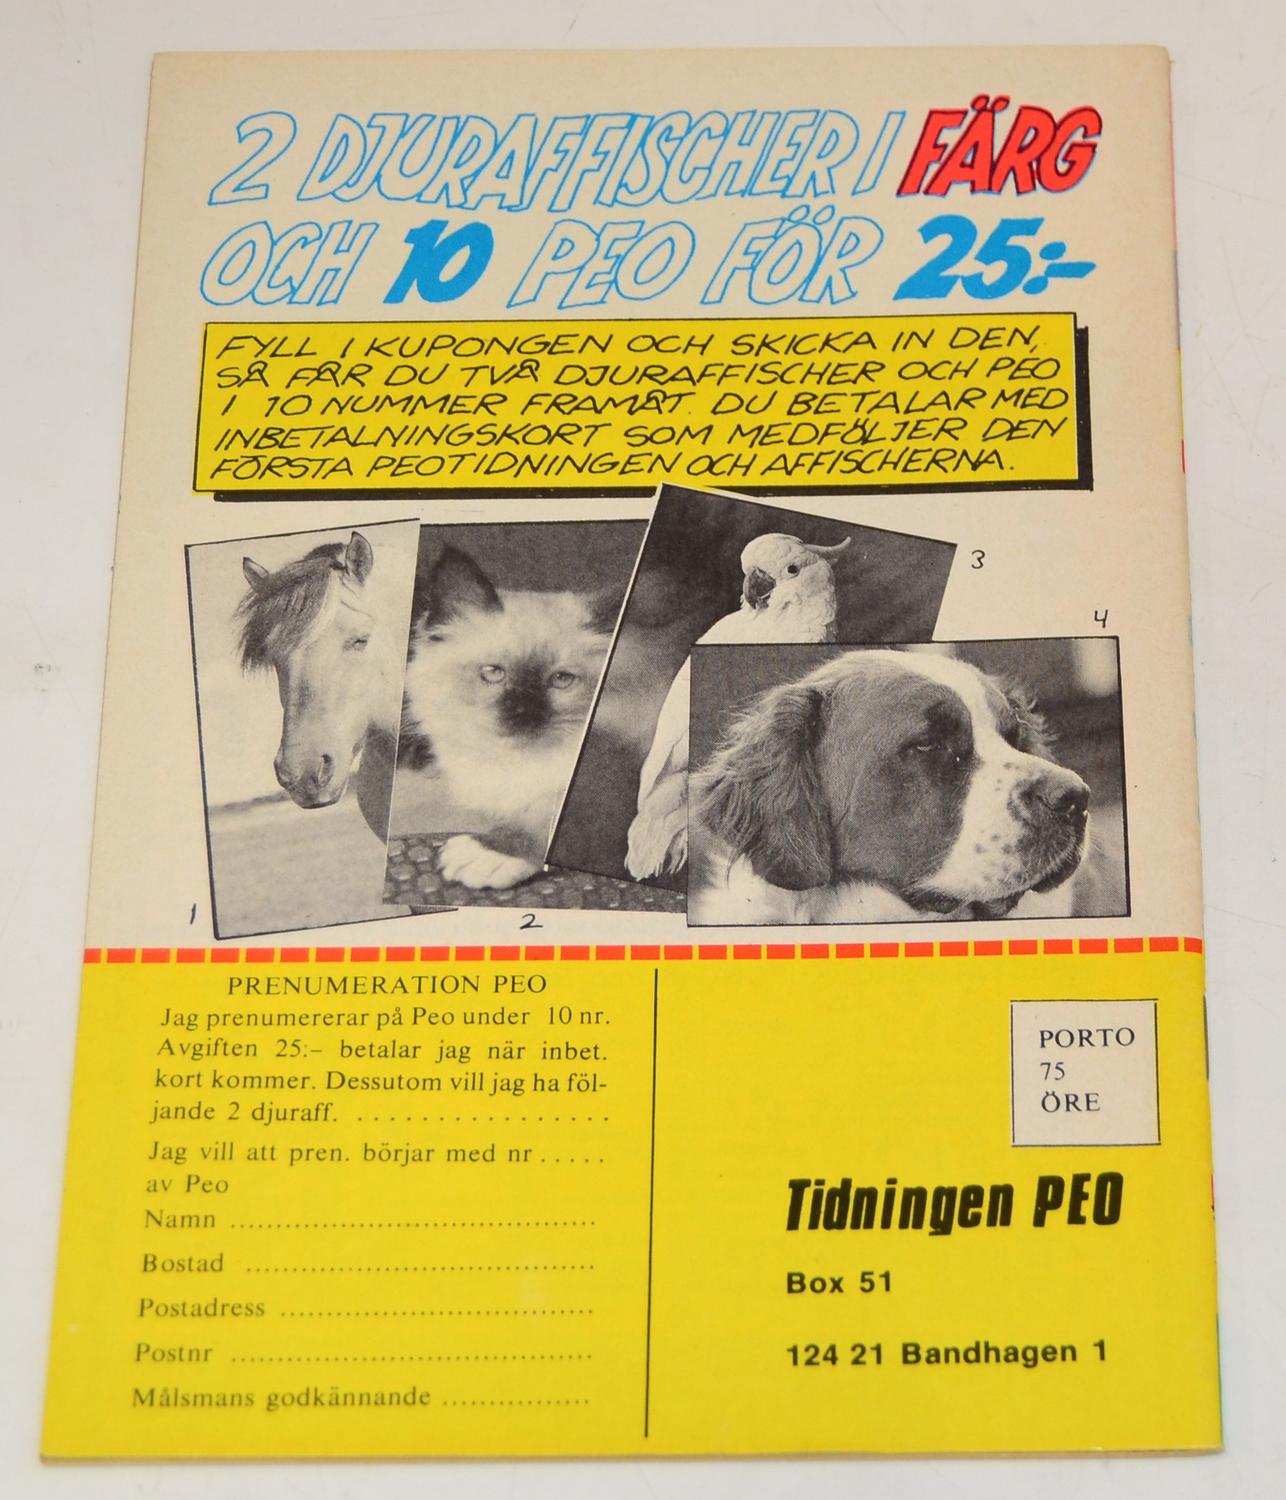 2 DJURAFFISCHER I FÄRG
OCH 10 PEO FÖR 25:-
FYLL I KUPONGEN OCH SKICKA IN DEN,
SÅ FÅR DU TVÅ DJURAFFISCHER OCH PEO
I 10 NUMMER FRAMÅT. DU BETALAR MED
INBETALNINGSKORT SOM MEDFÖLJER DEN
FÖRSTA PEOTIDNINGEN OCH AFFISCHERNA.
3
4
1
2
PRENUMERATION PEO
Jag prenumererar på Peo under 10 nr.
Avgiften 25:- betalar jag när inbet.
kort kommer. Dessutom vill jag ha föl-
jande 2 djuraff. . . . . . . . . . . . . . . . .
Jag vill att pren. börjar med nr . . . . .
av Peo
Namn ........................................
Bostad ......................................
Postadress ..................................
Postnr .......................................
Målsmans godkännande ................
PORTO
75
ÖRE
Tidningen PEO
Box 51
124 21 Bandhagen 1